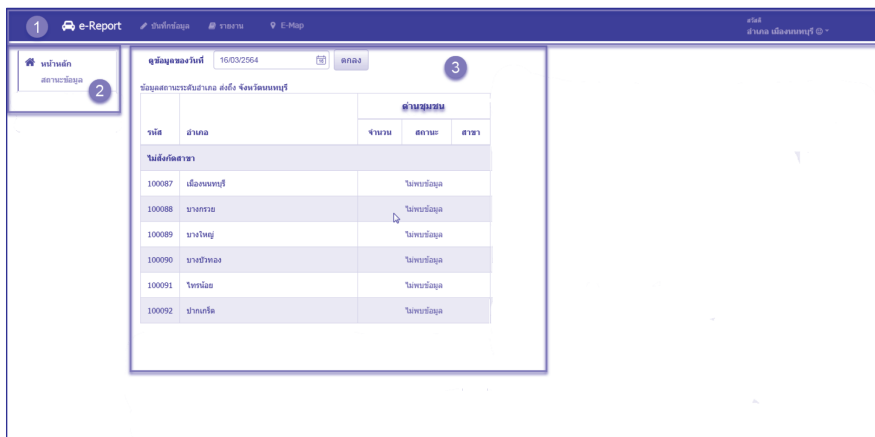 1 e-Report บันทึกข้อมูล รายงาน E-Map
สวัสดี
อำเภอ เมืองนนทบุรี
หน้าหลัก
สถานะข้อมูล
2
ดูข้อมูลของวันที่ 16/03/2564 ตกลง
3
ข้อมูลสถานะระดับอำเภอ ส่งถึง จังหวัดนนทบุรี
ด่านชุมชน
รหัส อำเภอ จำนวน สถานะ สาขา
ไม่สังกัดสาขา
100087 เมืองนนทบุรี ไม่พบข้อมูล
100088 บางกรวย ไม่พบข้อมูล
100089 บางใหญ่ ไม่พบข้อมูล
100090 บางบัวทอง ไม่พบข้อมูล
100091 ไทรน้อย ไม่พบข้อมูล
100092 ปากเกร็ด ไม่พบข้อมูล